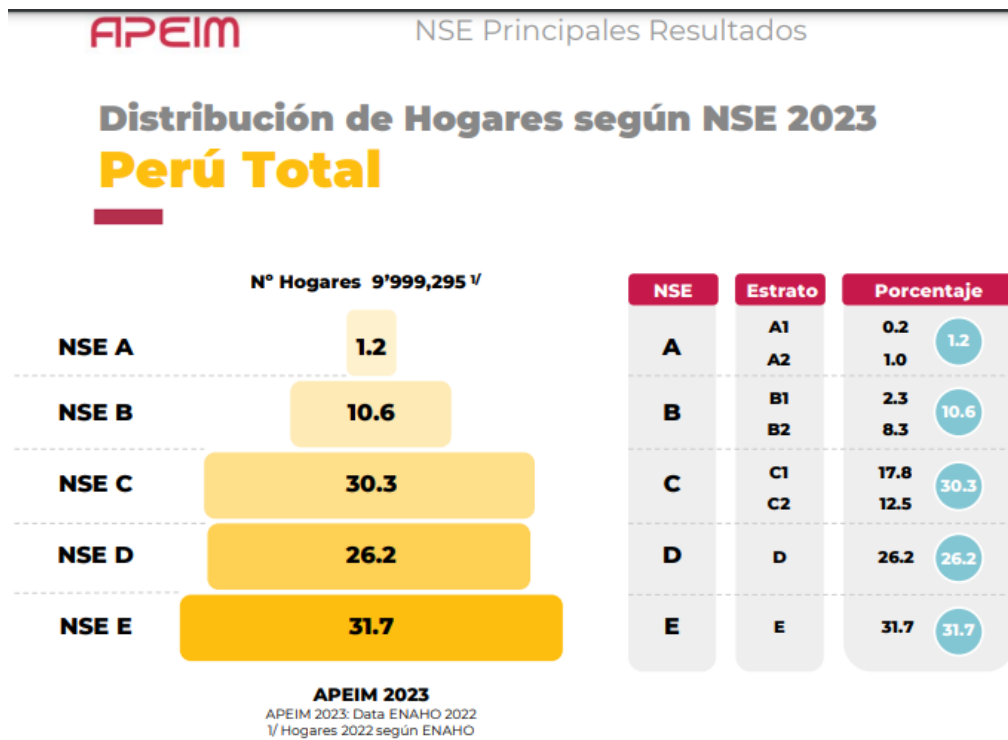 APEIM
NSE Principales Resultados
Distribución de Hogares según NSE 2023
Perú Total
Nº Hogares 9’999,295 1/
NSE A 1.2
NSE B 10.6
NSE C 30.3
NSE D 26.2
NSE E 31.7
APEIM 2023
APEIM 2023: Data ENAHO 2022
1/ Hogares 2022 según ENAHO
NSE Estrato Porcentaje
A1 0.2
A 1.2
A2 1.0
B1 2.3
B 10.6
B2 8.3
C1 17.8
C 30.3
C2 12.5
D D 26.2 26.2
E E 31.7 31.7